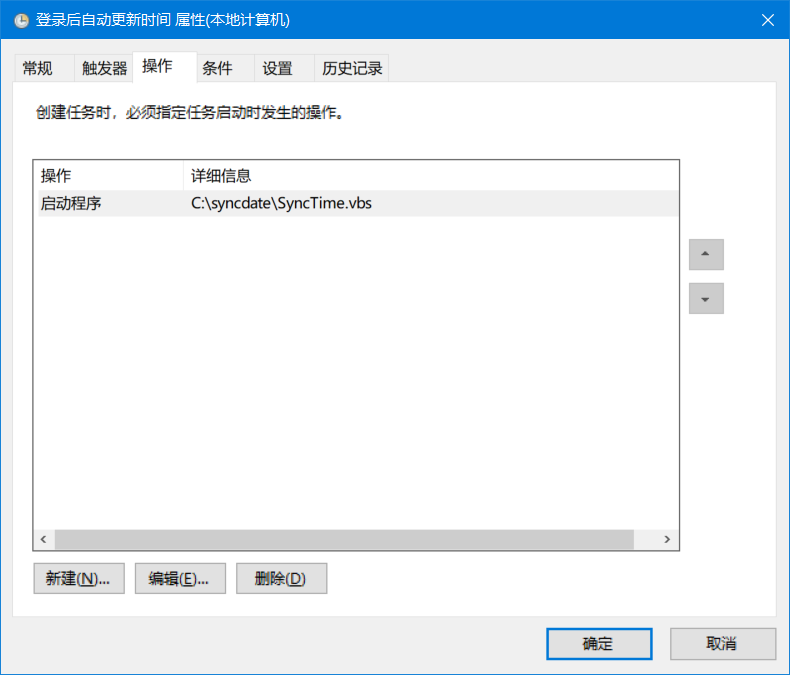 登录后自动更新时间 属性(本地计算机)
常规 触发器 操作 条件 设置 历史记录
创建任务时，必须指定任务启动时发生的操作。
操作 详细信息
启动程序 C:\syncdate\SyncTime.vbs
新建(N)... 编辑(E)... 删除(D)
确定 取消